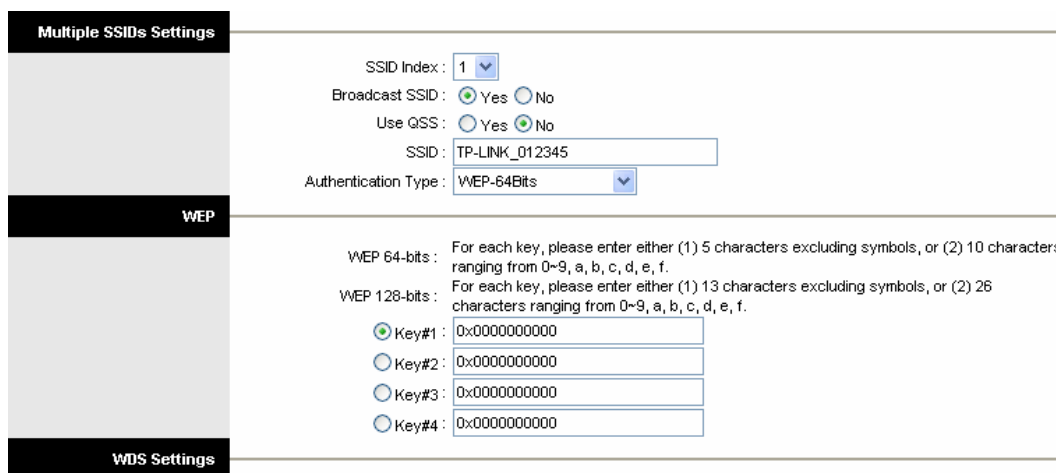 Multiple SSIDs Settings
SSID Index : 1
Broadcast SSID : Yes No
Use QSS : Yes No
SSID : TP-LINK_012345
Authentication Type : WEP-64Bits
WEP
WEP 64-bits : For each key, please enter either (1) 5 characters excluding symbols, or (2) 10 characters
ranging from 0~9, a, b, c, d, e, f.
WEP 128-bits : For each key, please enter either (1) 13 characters excluding symbols, or (2) 26
characters ranging from 0~9, a, b, c, d, e, f.
Key#1 : 0x0000000000
Key#2 : 0x0000000000
Key#3 : 0x0000000000
Key#4 : 0x0000000000
WDS Settings